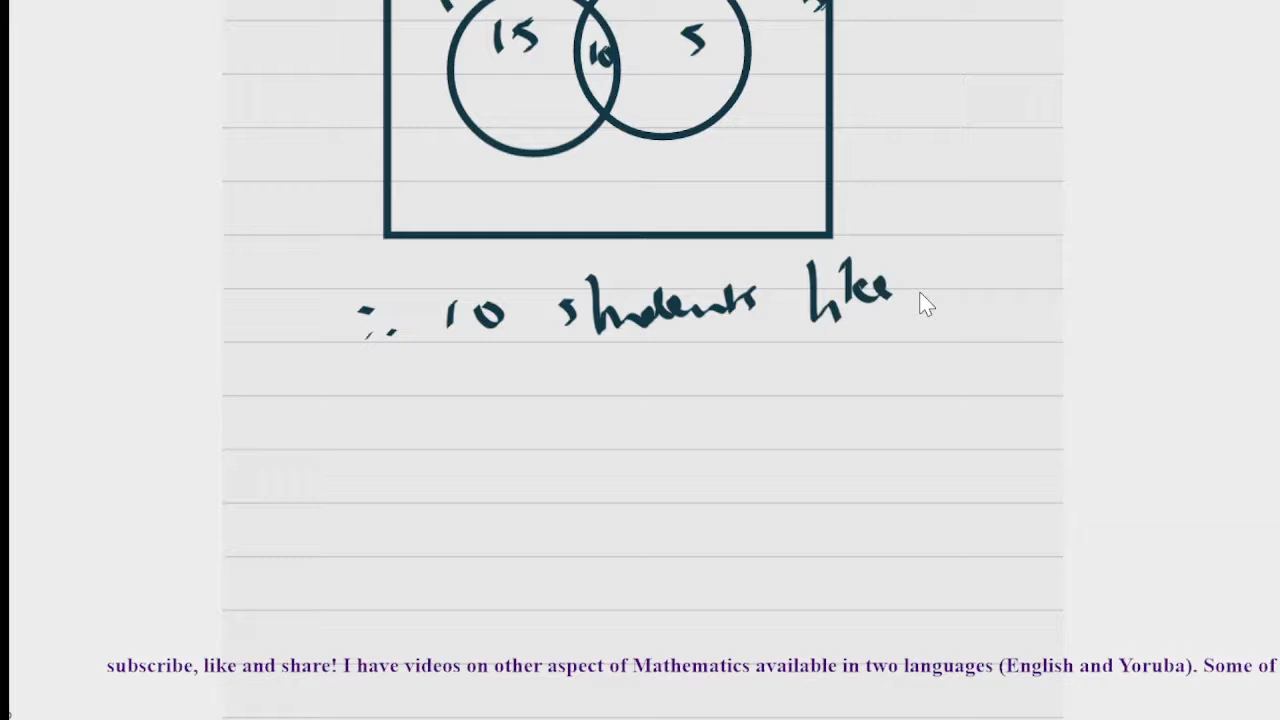 15 10 5
∴ 10 students like
subscribe, like and share! I have videos on other aspect of Mathematics available in two languages (English and Yoruba). Some of